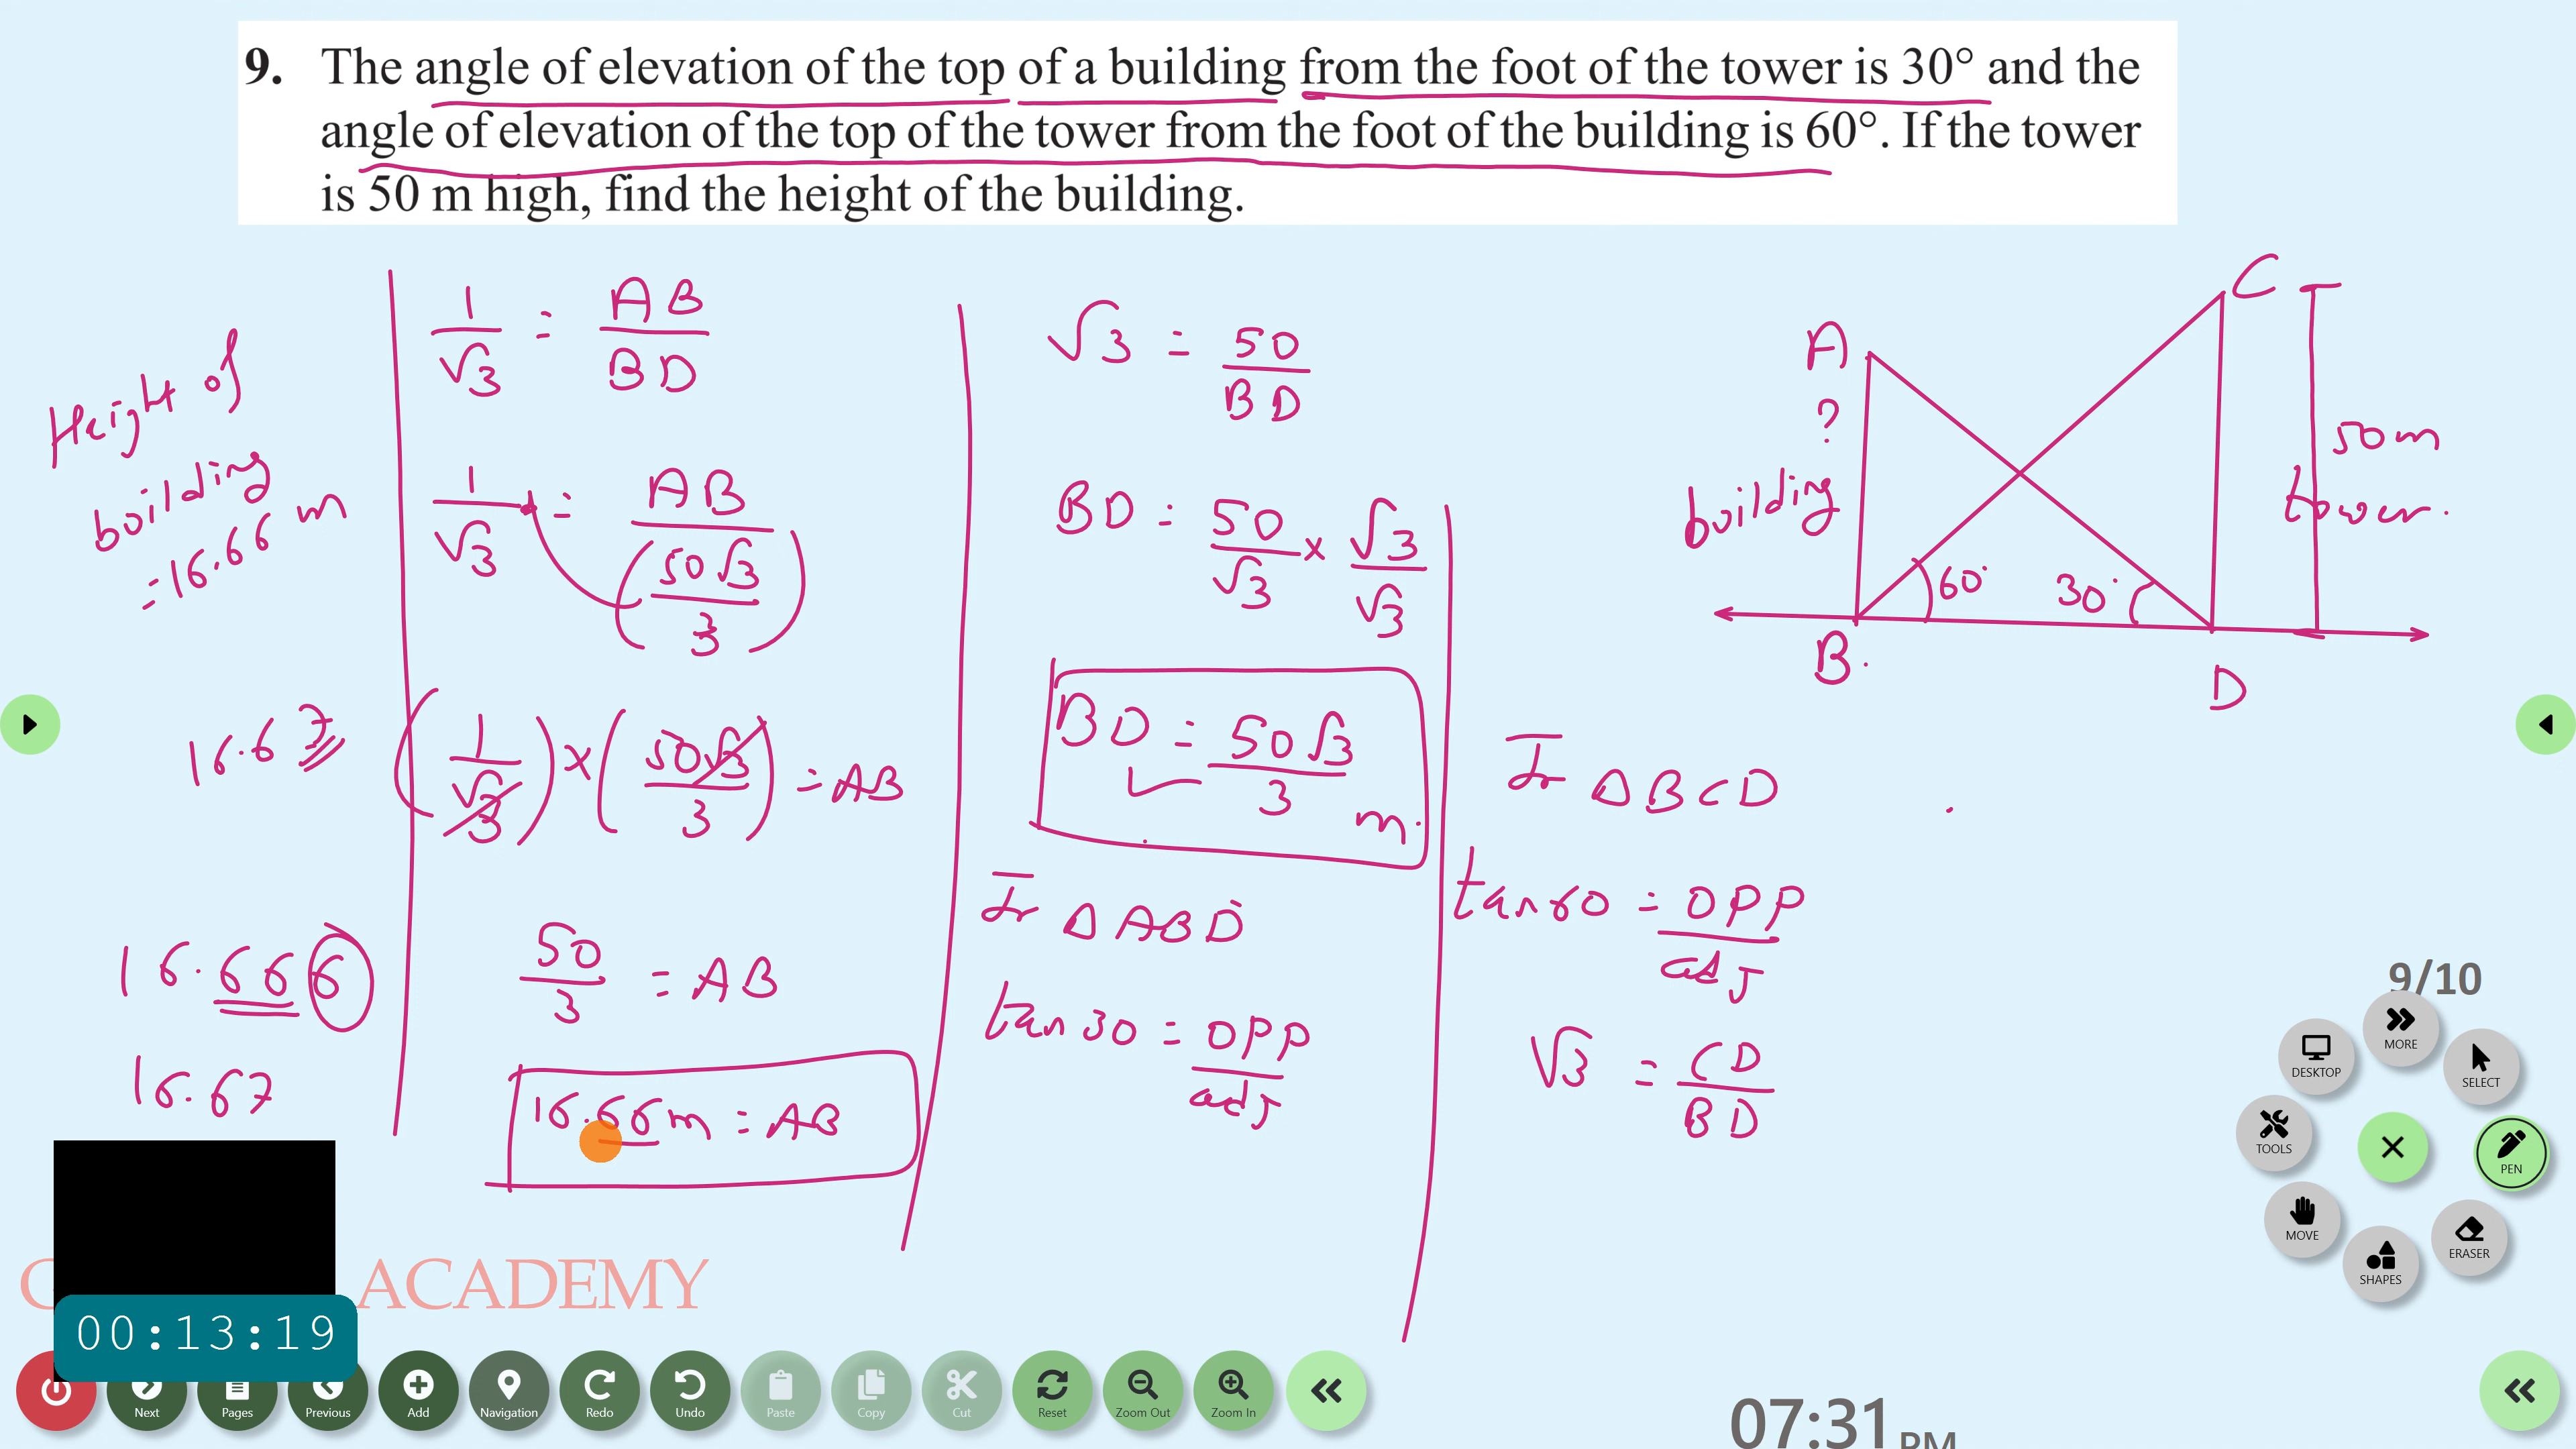 9. The angle of elevation of the top of a building from the foot of the tower is 30° and the
angle of elevation of the top of the tower from the foot of the building is 60°. If the tower
is 50 m high, find the height of the building.
Height of
building
= 16.66 m
16.67
16.666
16.67
1/√3 = AB/BD
1/√3 = AB/(50√3/3)
(1/√3) × (50√3/3) = AB
50/3 = AB
16.66 m = AB
√3 = 50/BD
BD = 50/√3 × √3/√3
BD = 50√3/3 m.
In Δ ABD
tan 30 = opp/adj
A
?
building
B.
60°
30°
C
50 m
tower.
D
In Δ BCD
tan 60 = opp/adj
√3 = CD/BD
9/10
MORE
DESKTOP
SELECT
TOOLS
PEN
MOVE
ERASER
SHAPES
ACADEMY
00:13:19
Next
Pages
Previous
Add
Navigation
Redo
Undo
Paste
Copy
Cut
Reset
Zoom Out
Zoom In
07:31 PM